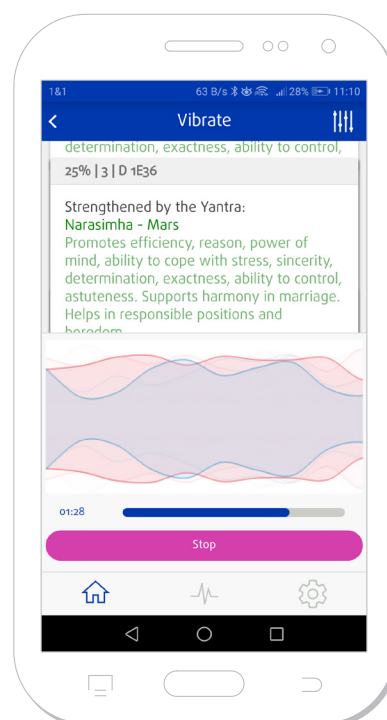 1&1 63 B/s 28% 11:10
Vibrate
determination, exactness, ability to control,
25% | 3 | D 1E36
Strengthened by the Yantra:
Narasimha - Mars
Promotes efficiency, reason, power of
mind, ability to cope with stress, sincerity,
determination, exactness, ability to control,
astuteness. Supports harmony in marriage.
Helps in responsible positions and
boredom
01:28
Stop